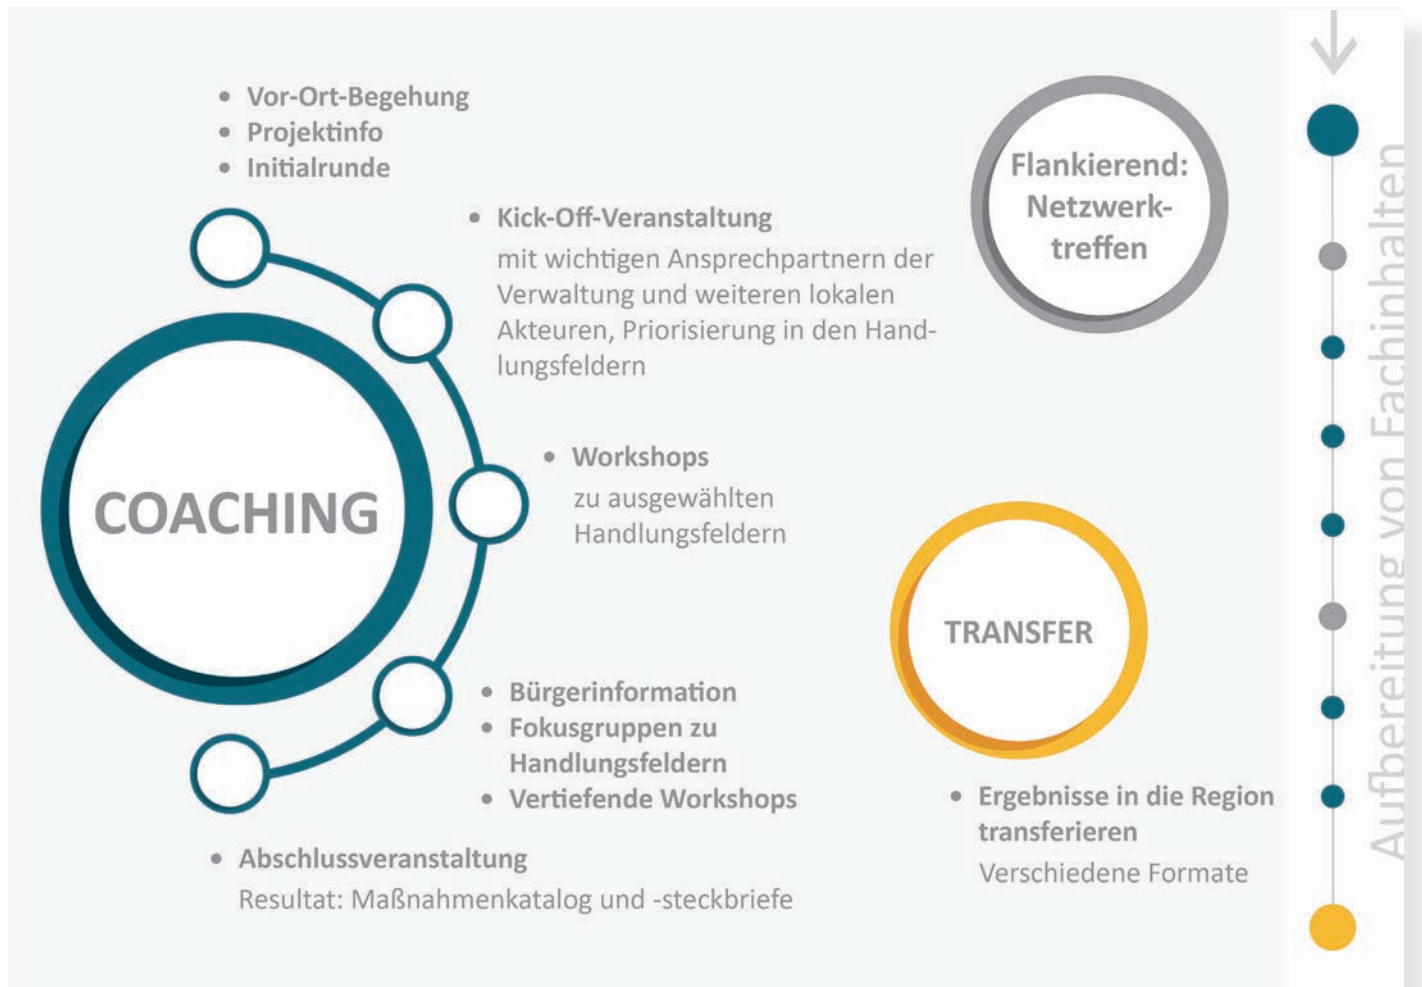 • Vor-Ort-Begehung
• Projektinfo
• Initialrunde
• Kick-Off-Veranstaltung
mit wichtigen Ansprechpartnern der
Verwaltung und weiteren lokalen
Akteuren, Priorisierung in den Hand-
lungsfeldern
COACHING
• Workshops
zu ausgewählten
Handlungsfeldern
• Bürgerinformation
• Fokusgruppen zu
Handlungsfeldern
• Vertiefende Workshops
• Abschlussveranstaltung
Resultat: Maßnahmenkatalog und -steckbriefe
Flankierend:
Netzwerk-
treffen
TRANSFER
• Ergebnisse in die Region
transferieren
Verschiedene Formate
Aufbereitung von Fachinhalten